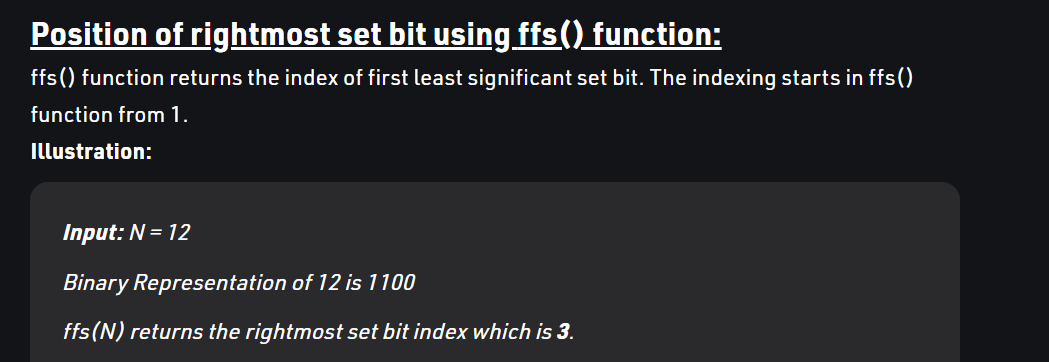 Position of rightmost set bit using ffs() function:
ffs() function returns the index of first least significant set bit. The indexing starts in ffs()
function from 1.
Illustration:
Input: N = 12
Binary Representation of 12 is 1100
ffs(N) returns the rightmost set bit index which is 3.